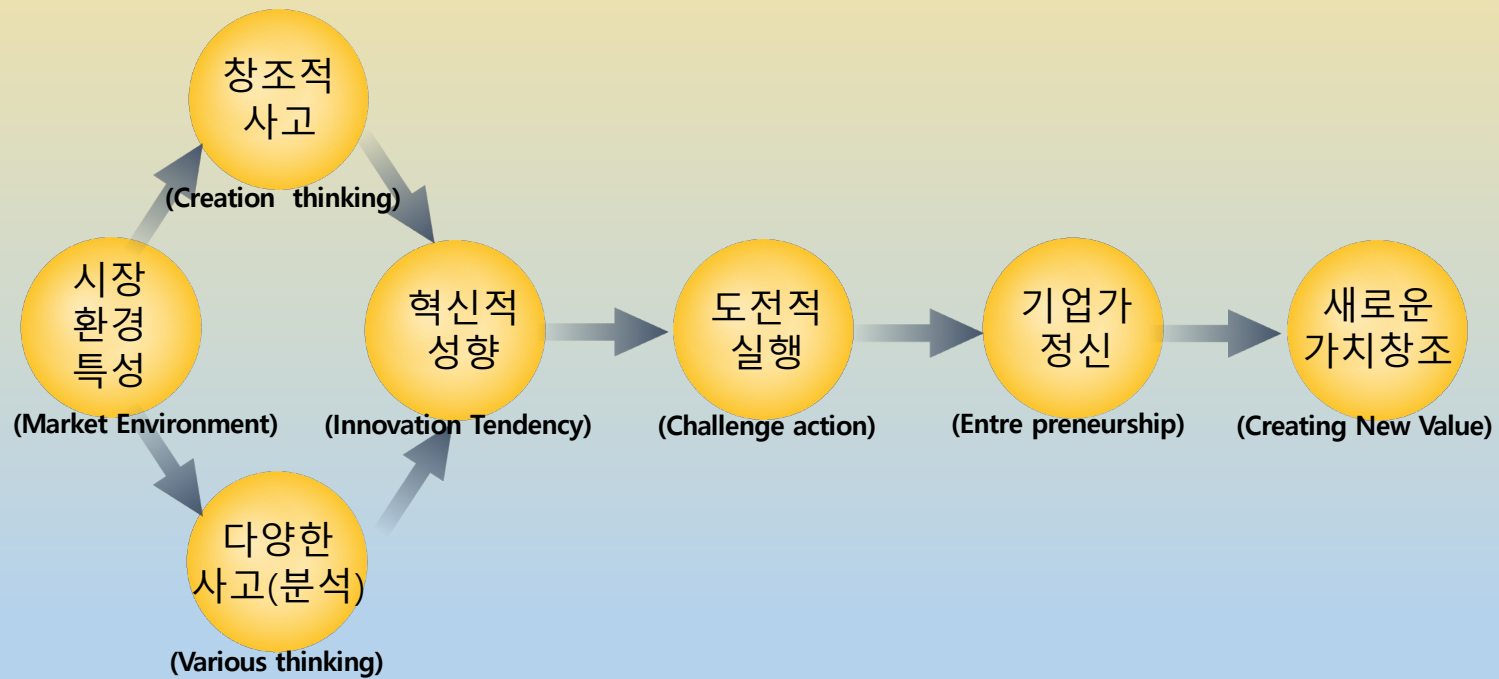 창조적
사고
(Creation  thinking)
시장
환경
특성
(Market Environment)
다양한
사고(분석)
(Various thinking)
혁신적
성향
(Innovation Tendency)
도전적
실행
(Challenge action)
기업가
정신
(Entre preneurship)
새로운
가치창조
(Creating New Value)